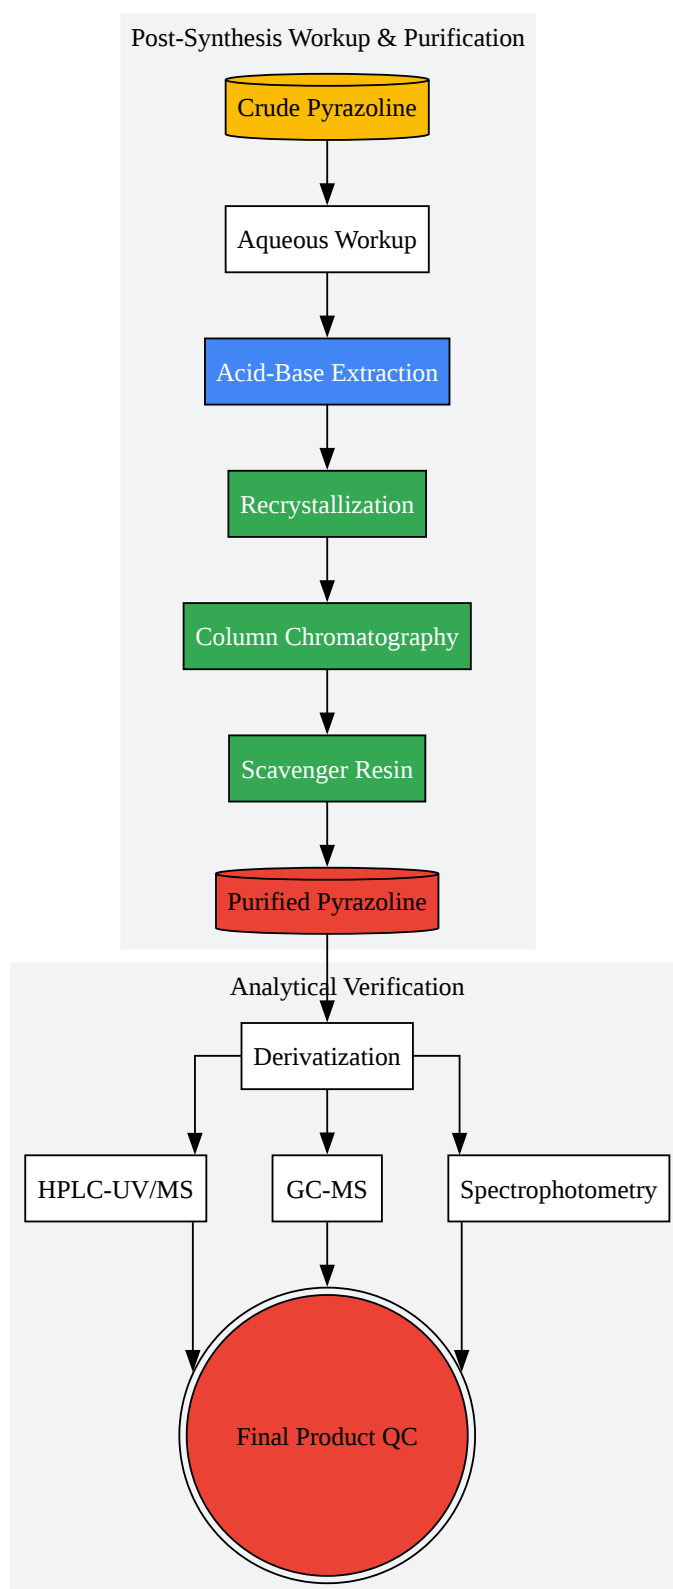 Post-Synthesis Workup & Purification
Crude Pyrazoline
Aqueous Workup
Acid-Base Extraction
Recrystallization
Column Chromatography
Scavenger Resin
Purified Pyrazoline
Analytical Verification
Derivatization
HPLC-UV/MS
GC-MS
Spectrophotometry
Final Product QC